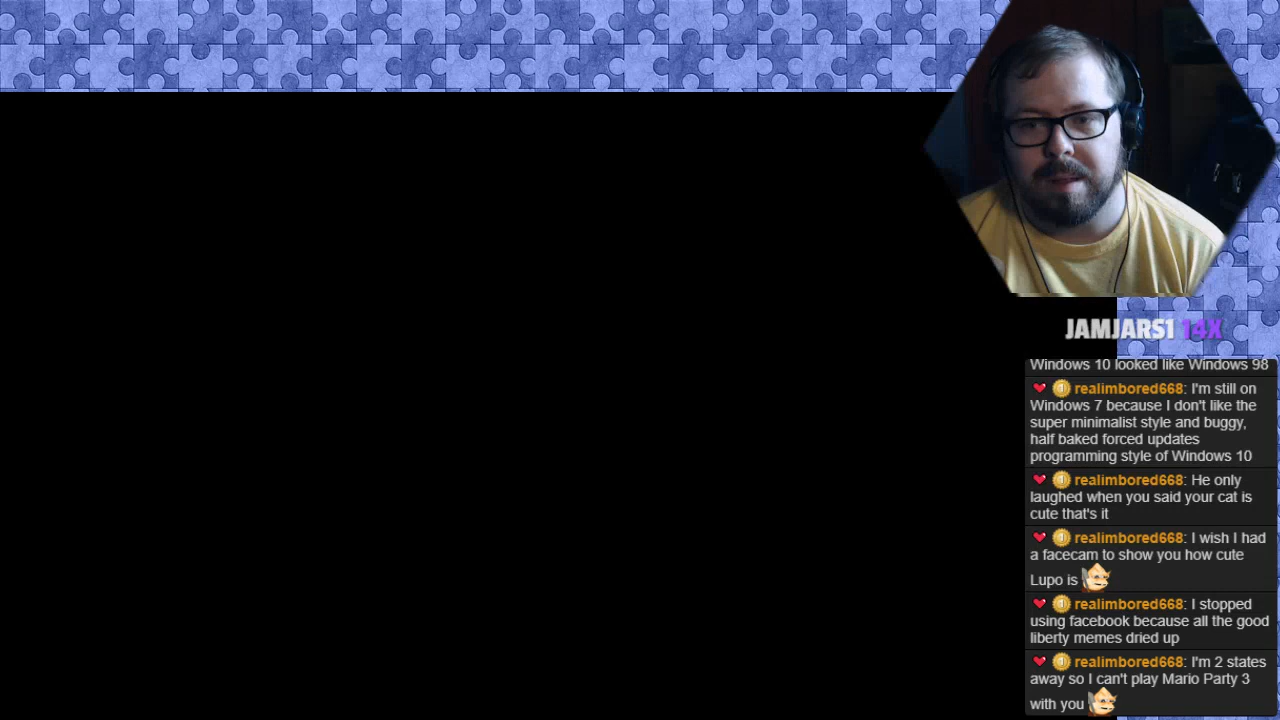 JAMJARS1 14X
Windows 10 looked like Windows 98
realimbored668: I'm still on
Windows 7 because I don't like the
super minimalist style and buggy,
half baked forced updates
programming style of Windows 10
realimbored668: He only
laughed when you said your cat is
cute that's it
realimbored668: I wish I had
a facecam to show you how cute
Lupo is
realimbored668: I stopped
using facebook because all the good
liberty memes dried up
realimbored668: I'm 2 states
away so I can't play Mario Party 3
with you